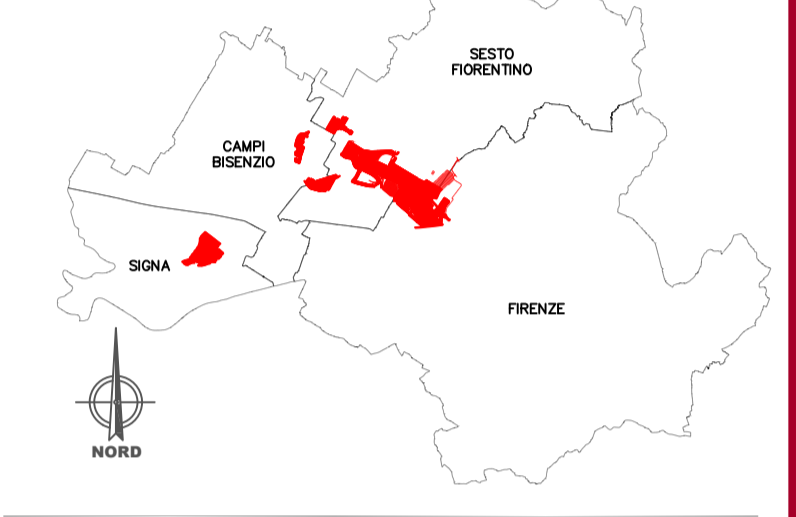 SESTO
FIORENTINO
CAMPI
BISENZIO
SIGNA
FIRENZE
NORD